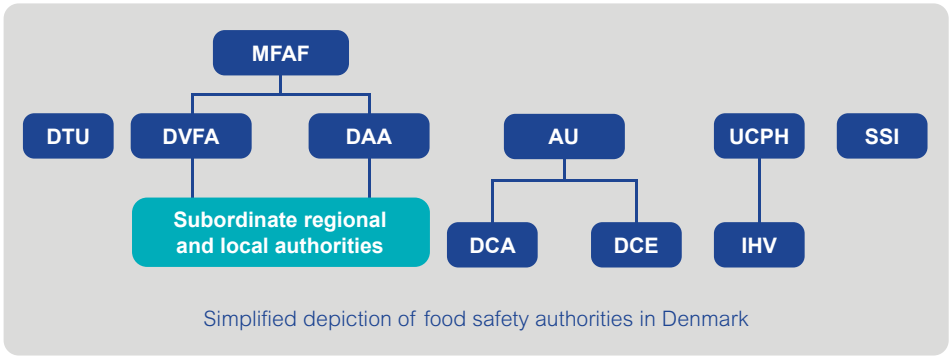 MFAF
DTU
DVFA
DAA
AU
UCPH
SSI
Subordinate regional
and local authorities
DCA
DCE
IHV
Simplified depiction of food safety authorities in Denmark